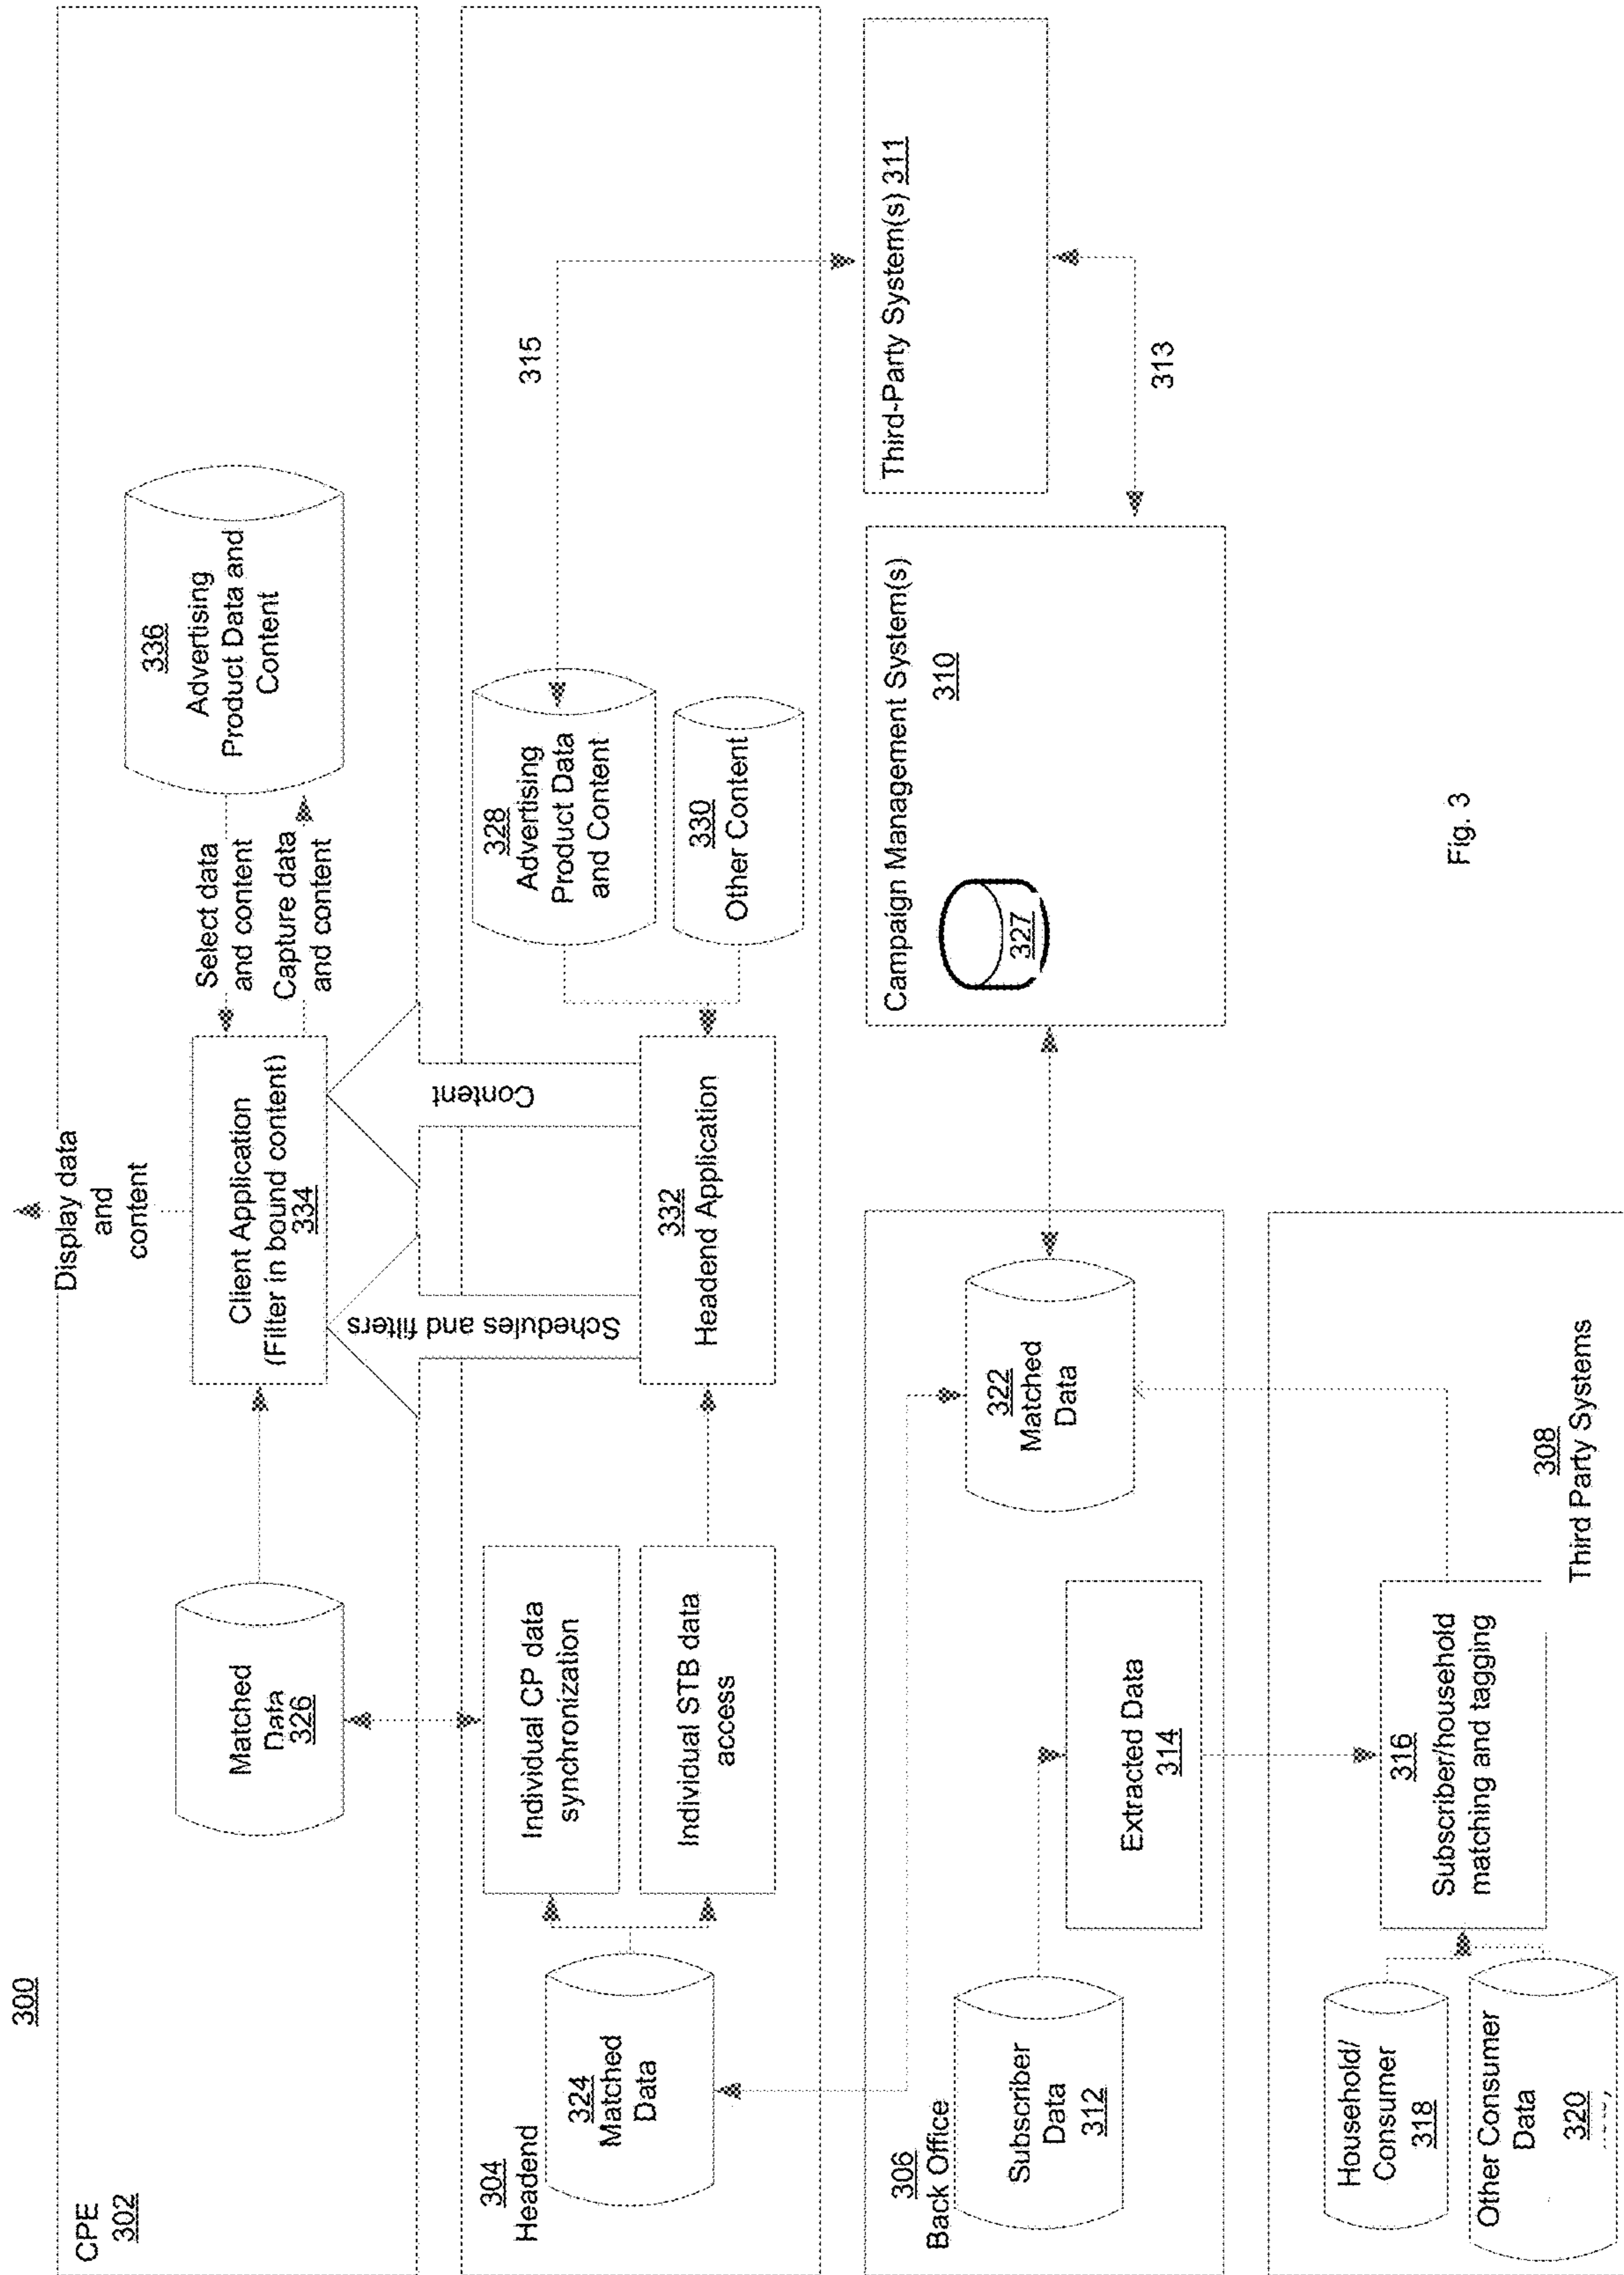 300
CPE
302
Display data
and
content
Matched
Data
326
Client Application
(Filter in bound content)
334
Select data
and content
Capture data
and content
336
Advertising
Product Data and
Content
304
Headend
324
Matched
Data
Individual CP data
synchronization
Individual STB data
access
Schedules and filters
Content
332
Headend Application
328
Advertising
Product Data
and Content
330
Other Content
315
306
Back Office
Subscriber
Data
312
Extracted Data
314
322
Matched
Data
Campaign Management System(s)
310
327
Third-Party System(s) 311
313
Household/
Consumer
318
Other Consumer
Data
320
316
Subscriber/household
matching and tagging
308
Third Party Systems
Fig. 3